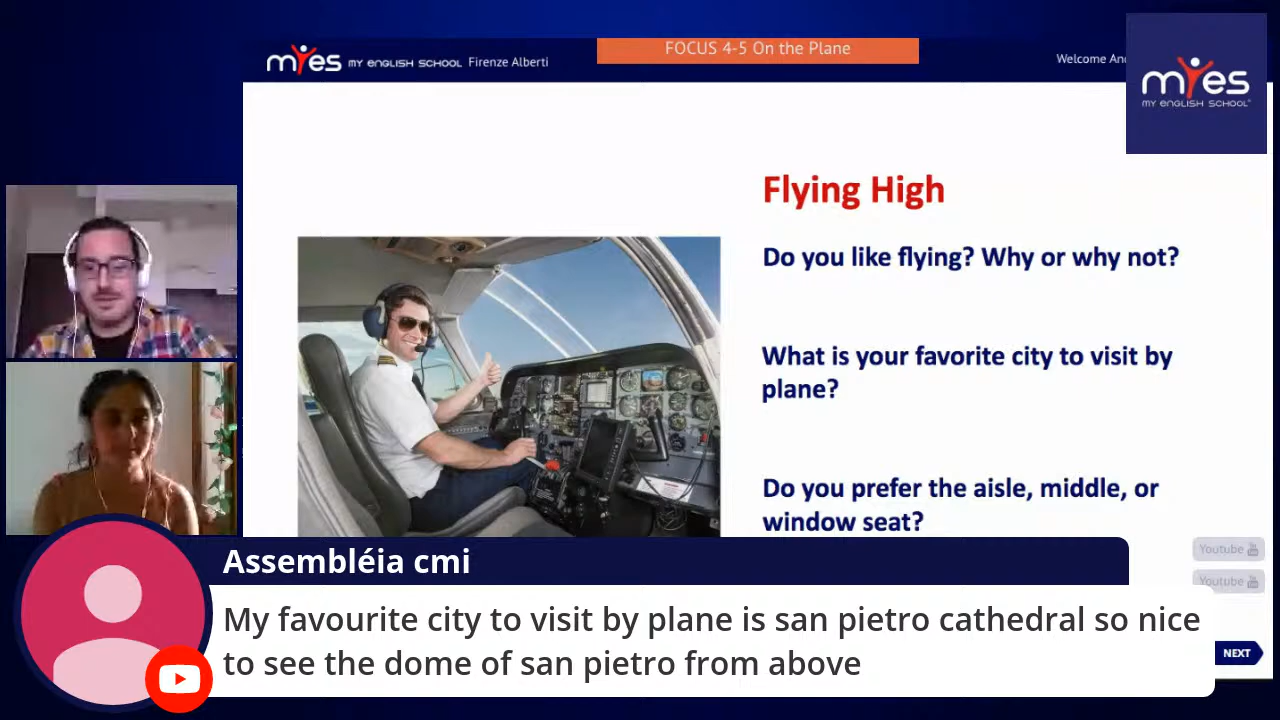 myes MY ENGLISH SCHOOL Firenze Alberti
FOCUS 4-5 On the Plane
Welcome And
myes
MY ENGLISH SCHOOL
Flying High
Do you like flying? Why or why not?
What is your favorite city to visit by
plane?
Do you prefer the aisle, middle, or
window seat?
Youtube
Youtube
Assembléia cmi
My favourite city to visit by plane is san pietro cathedral so nice
to see the dome of san pietro from above
NEXT